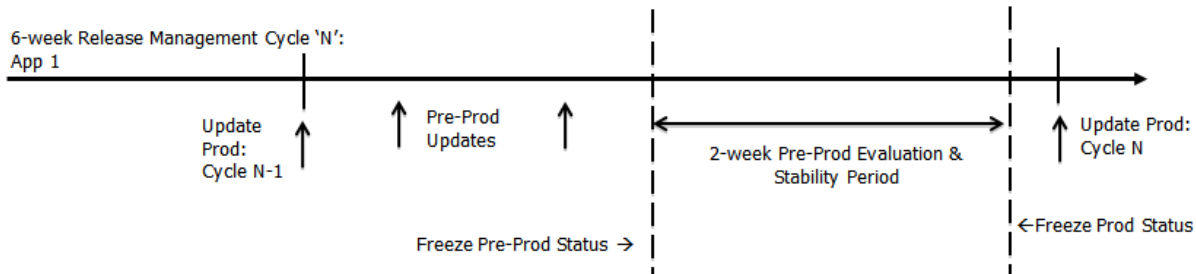 6-week Release Management Cycle ‘N’:
App 1
Update
Prod:
Cycle N-1
Pre-Prod
Updates
2-week Pre-Prod Evaluation &
Stability Period
Update Prod:
Cycle N
Freeze Pre-Prod Status →
←Freeze Prod Status